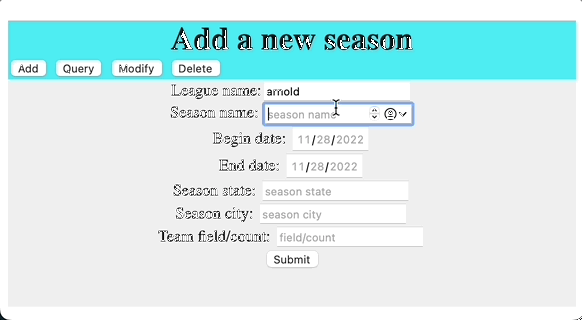 Add a new season
Add Query Modify Delete
League name: arnold
Season name: season name
Begin date: 11/28/2022
End date: 11/28/2022
Season state: season state
Season city: season city
Team field/count: field/count
Submit